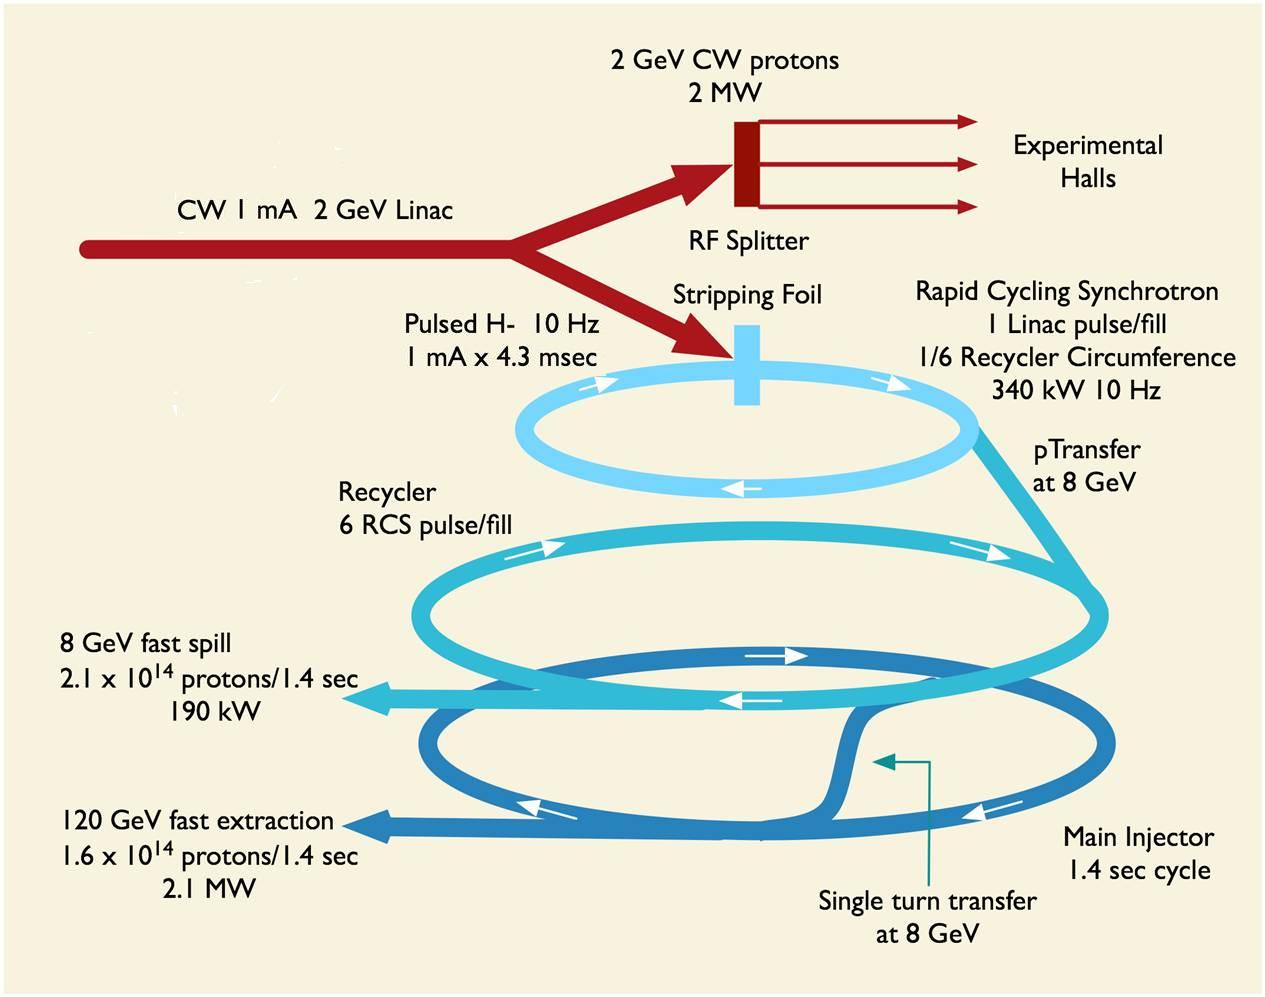 2 GeV CW protons
2 MW
Experimental
Halls
CW 1 mA  2 GeV Linac
RF Splitter
Stripping Foil
Rapid Cycling Synchrotron
1 Linac pulse/fill
1/6 Recycler Circumference
340 kW 10 Hz
Pulsed H-  10 Hz
1 mA x 4.3 msec
pTransfer
at 8 GeV
Recycler
6 RCS pulse/fill
8 GeV fast spill
2.1 x 10¹⁴ protons/1.4 sec
190 kW
120 GeV fast extraction
1.6 x 10¹⁴ protons/1.4 sec
2.1 MW
Main Injector
1.4 sec cycle
Single turn transfer
at 8 GeV